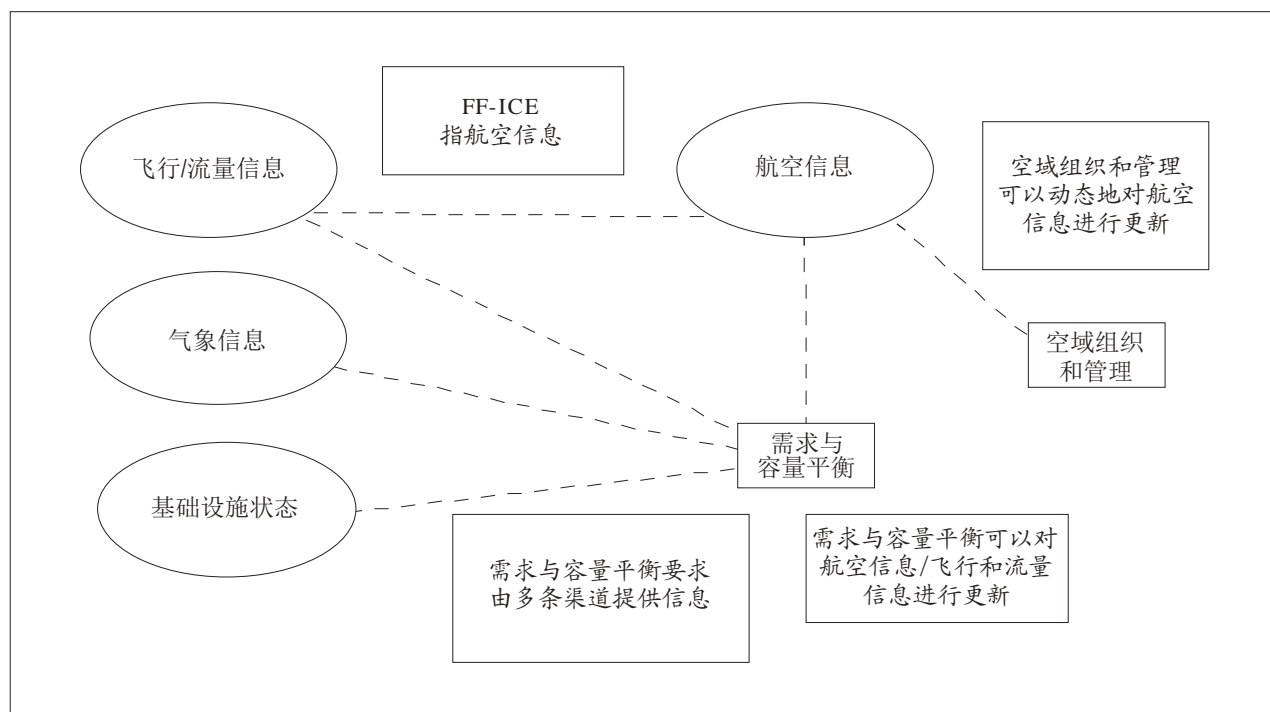 FF-ICE
指航空信息
飞行/流量信息
航空信息
空域组织和管理
可以动态地对航空
信息进行更新
气象信息
空域组织
和管理
需求与
容量平衡
基础设施状态
需求与容量平衡要求
由多条渠道提供信息
需求与容量平衡可以对
航空信息/飞行和流量
信息进行更新